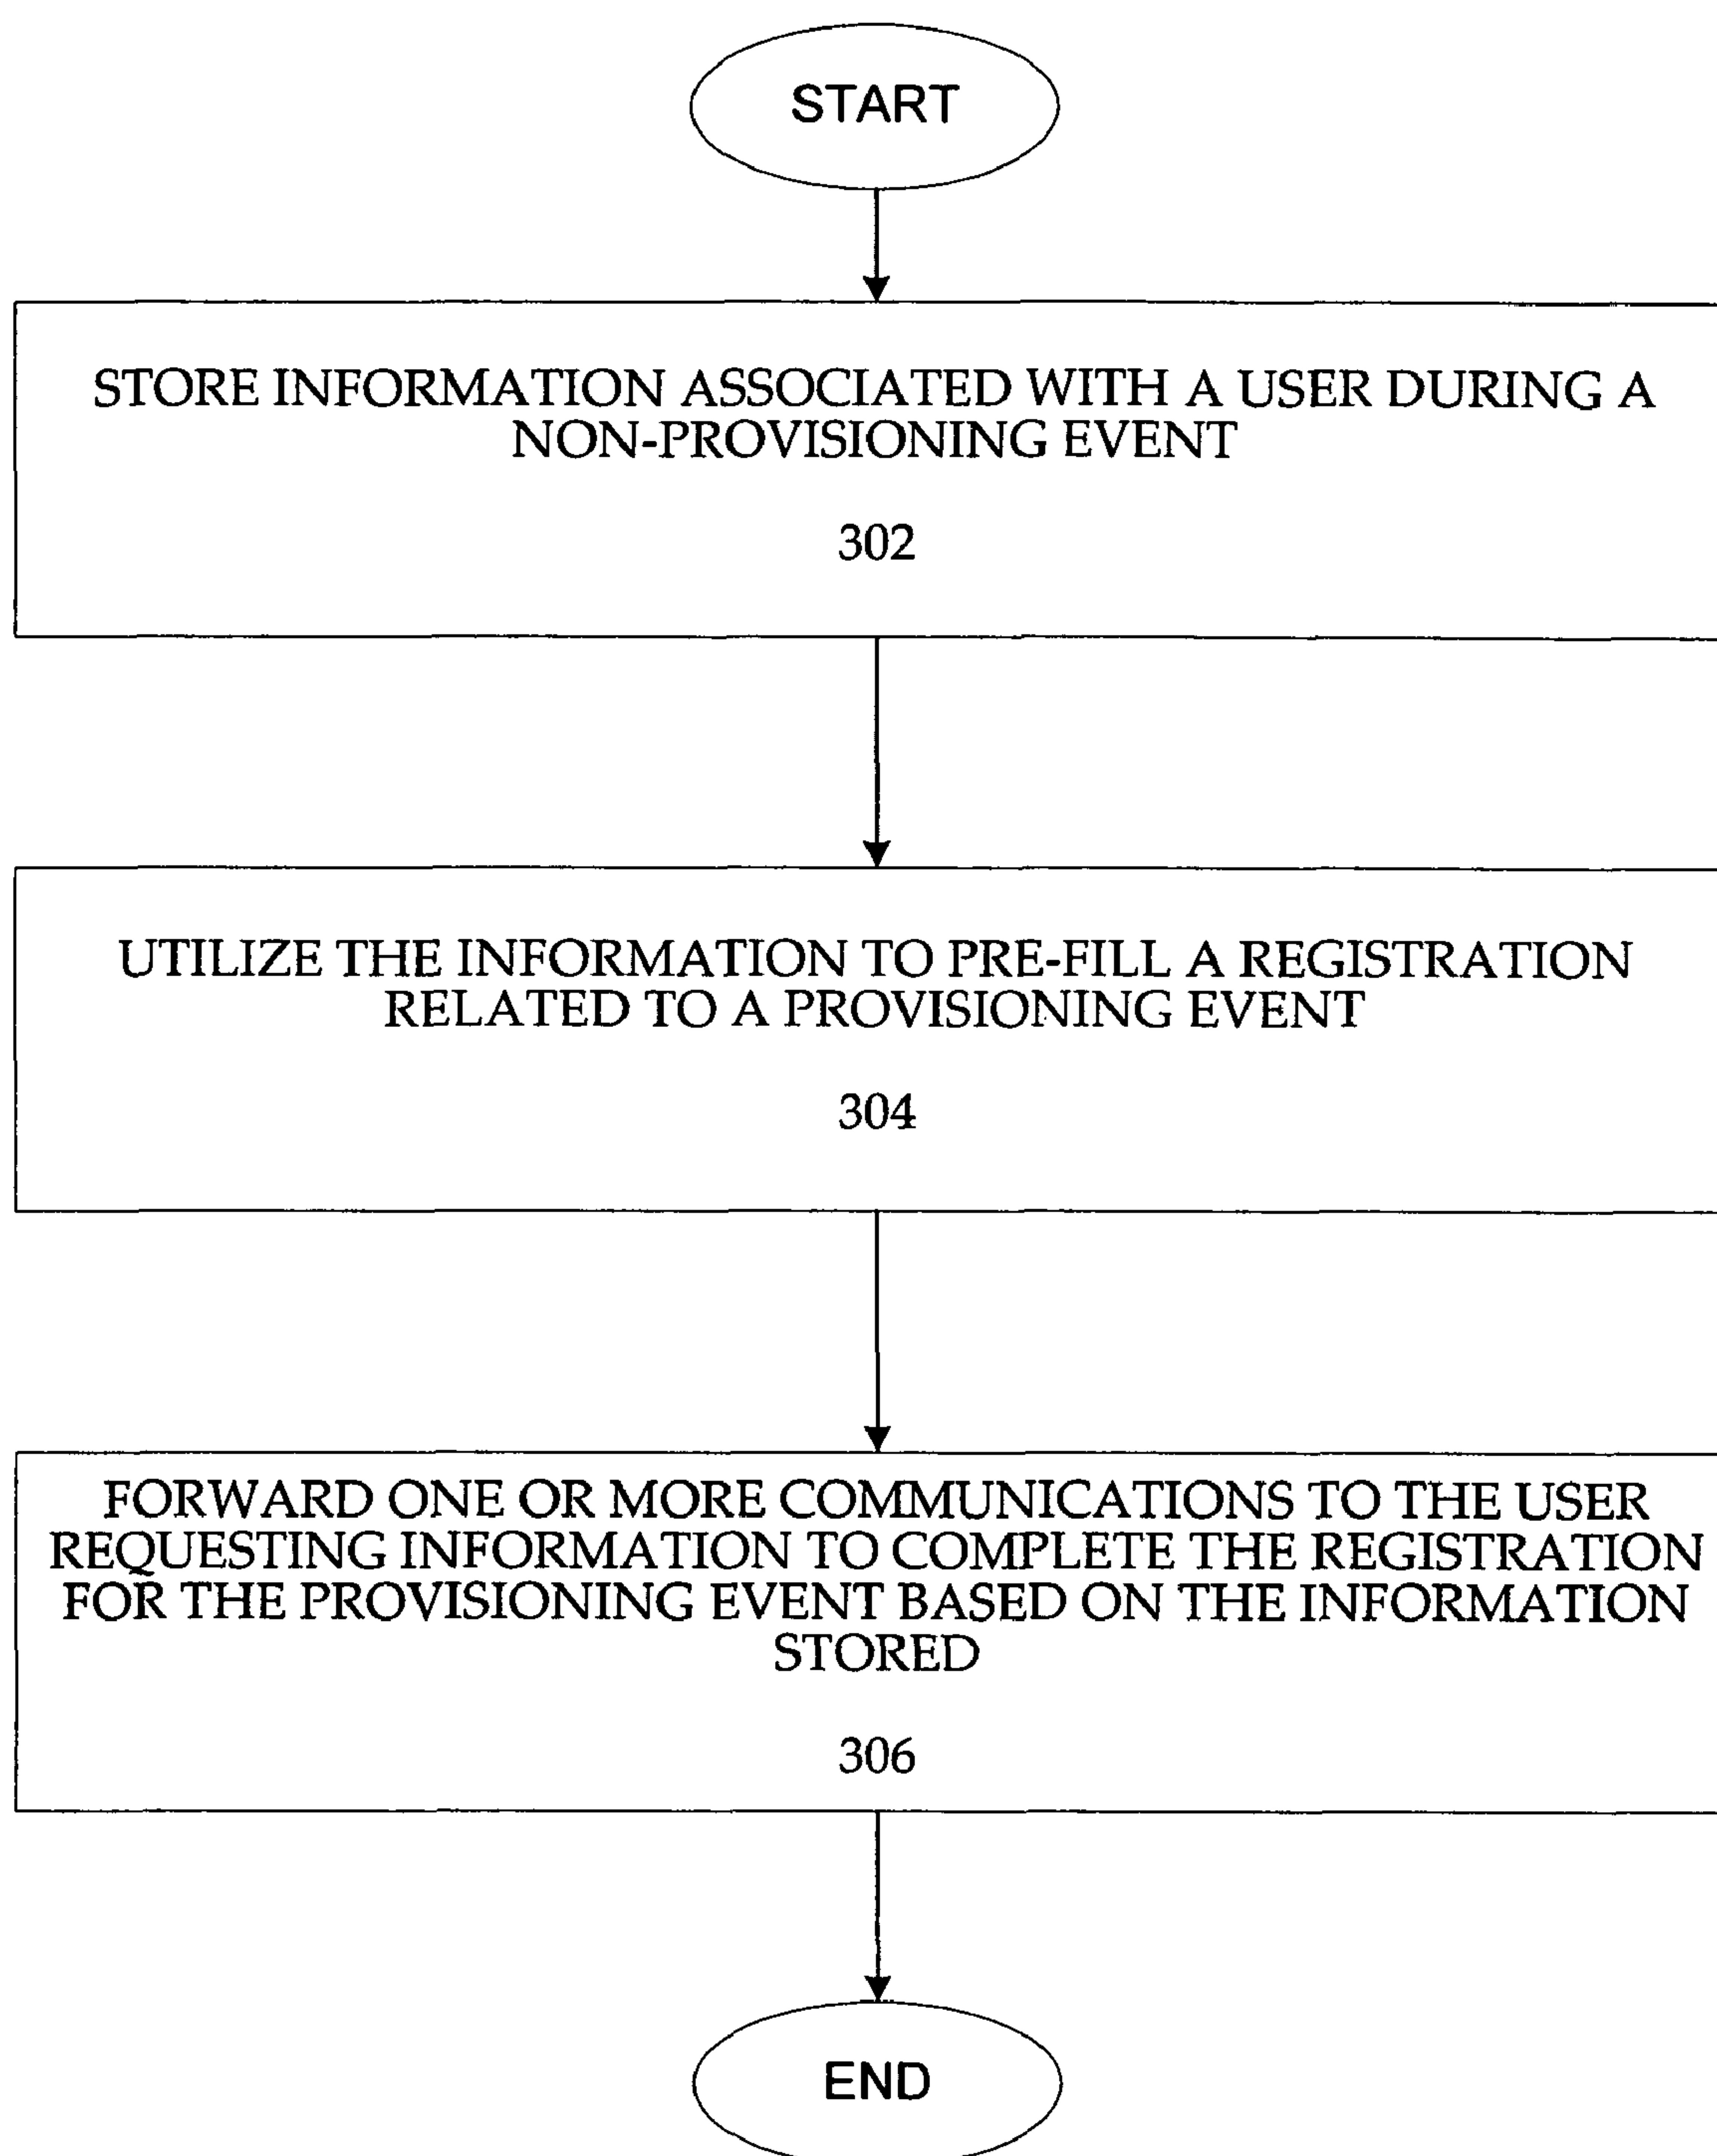 START
STORE INFORMATION ASSOCIATED WITH A USER DURING A
NON-PROVISIONING EVENT
302
UTILIZE THE INFORMATION TO PRE-FILL A REGISTRATION
RELATED TO A PROVISIONING EVENT
304
FORWARD ONE OR MORE COMMUNICATIONS TO THE USER
REQUESTING INFORMATION TO COMPLETE THE REGISTRATION
FOR THE PROVISIONING EVENT BASED ON THE INFORMATION
STORED
306
END